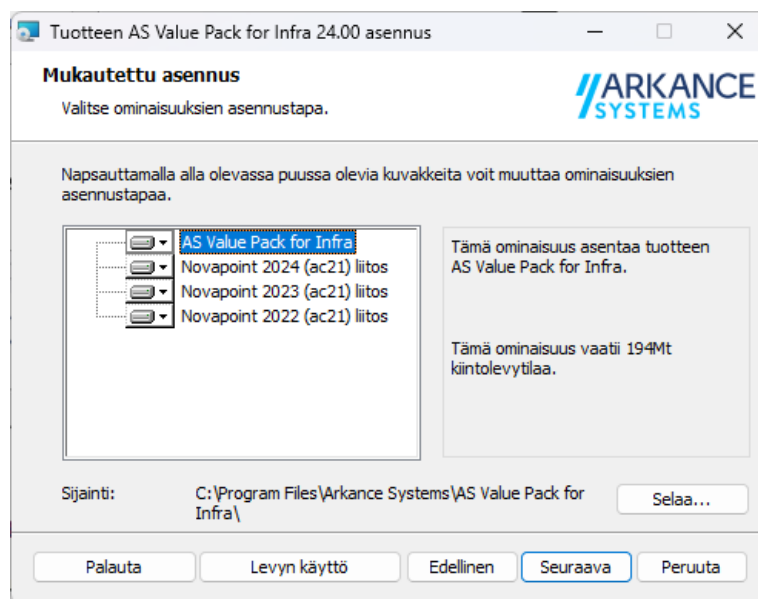 Tuotteen AS Value Pack for Infra 24.00 asennus
Mukautettu asennus
Valitse ominaisuuksien asennustapa.
ARKANCE
SYSTEMS
Napsauttamalla alla olevassa puussa olevia kuvakkeita voit muuttaa ominaisuuksien
asennustapaa.
AS Value Pack for Infra
Novapoint 2024 (ac21) liitos
Novapoint 2023 (ac21) liitos
Novapoint 2022 (ac21) liitos
Tämä ominaisuus asentaa tuotteen
AS Value Pack for Infra.
Tämä ominaisuus vaatii 194Mt
kiintolevytilaa.
Sijainti:
C:\Program Files\Arkance Systems\AS Value Pack for
Infra\
Selaa...
Palauta
Levyn käyttö
Edellinen
Seuraava
Peruuta